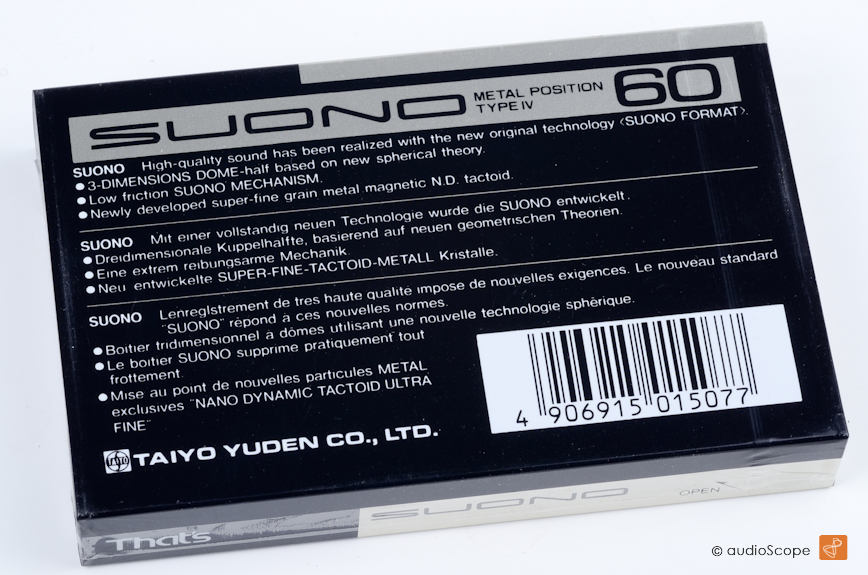 SUONO METAL POSITION TYPE IV 60
SUONO High-quality sound has been realized with the new original technology <SUONO FORMAT>.
●3-DIMENSIONS DOME-half based on new spherical theory.
●Low friction SUONO MECHANISM.
●Newly developed super-fine grain metal magnetic N.D. tactoid.
SUONO Mit einer vollstandig neuen Technologie wurde die SUONO entwickelt.
●Dreidimensionale Kuppelhalfte, basierend auf neuen geometrischen Theorien.
●Eine extrem reibungsarme Mechanik
●Neu entwickelte SUPER-FINE-TACTOID-METALL Kristalle.
SUONO Lenreglstrement de tres haute qualité impose de nouvelles exigences. Le nouveau standard
"SUONO" répond à ces nouvelles normes.
●Boitier tridimensionnel à dômes utilisant une nouvelle technologie sphèrique.
●Le boitier SUONO supprime pratiquement tout
frottement.
●Mise au point de nouvelles particules METAL
exclusives "NANO DYNAMIC TACTOID ULTRA
FINE"
4 906915 015077
TAIYO TAIYO YUDEN CO., LTD.
That's SUONO OPEN
© audioScope